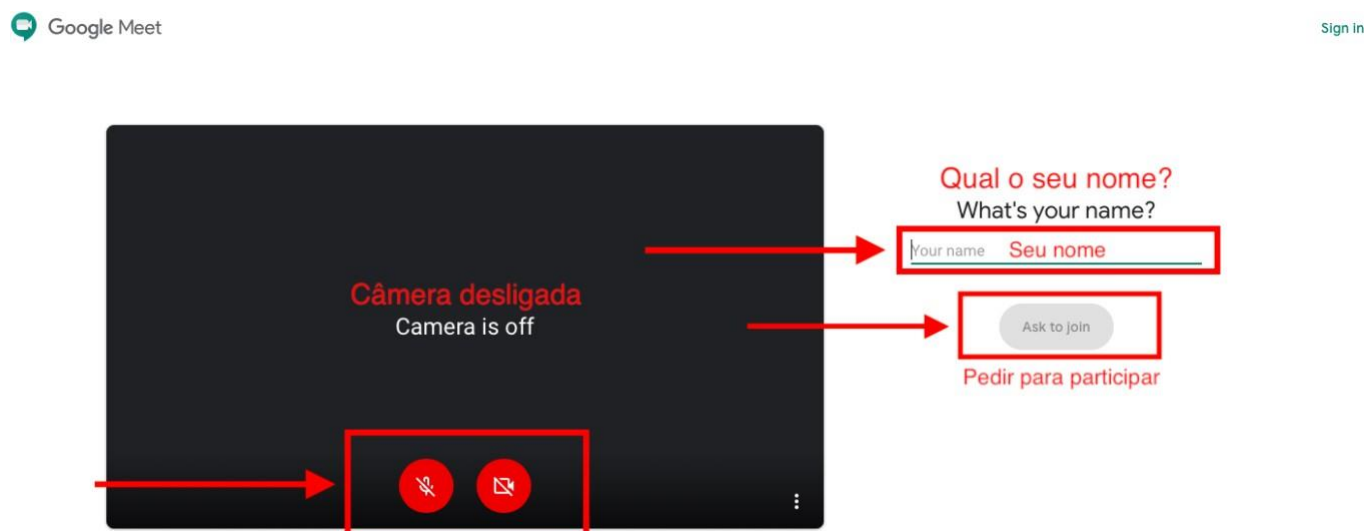 Google Meet
Sign in
Câmera desligada
Camera is off
Qual o seu nome?
What's your name?
Your name Seu nome
Ask to join
Pedir para participar